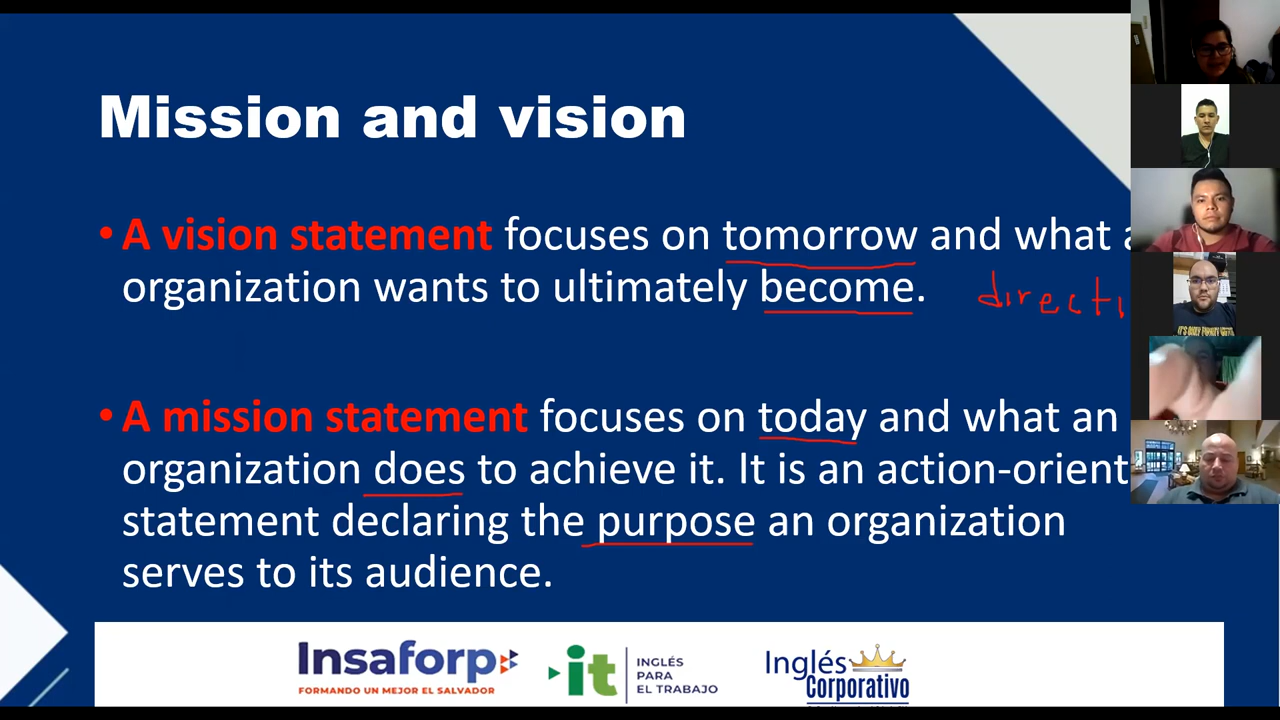 Mission and vision
• A vision statement focuses on tomorrow and what
organization wants to ultimately become.
directi
• A mission statement focuses on today and what an
organization does to achieve it. It is an action-orient
statement declaring the purpose an organization
serves to its audience.
Insaforp
FORMANDO UN MEJOR EL SALVADOR
it
INGLÉS
PARA
EL TRABAJO
Inglés
Corporativo